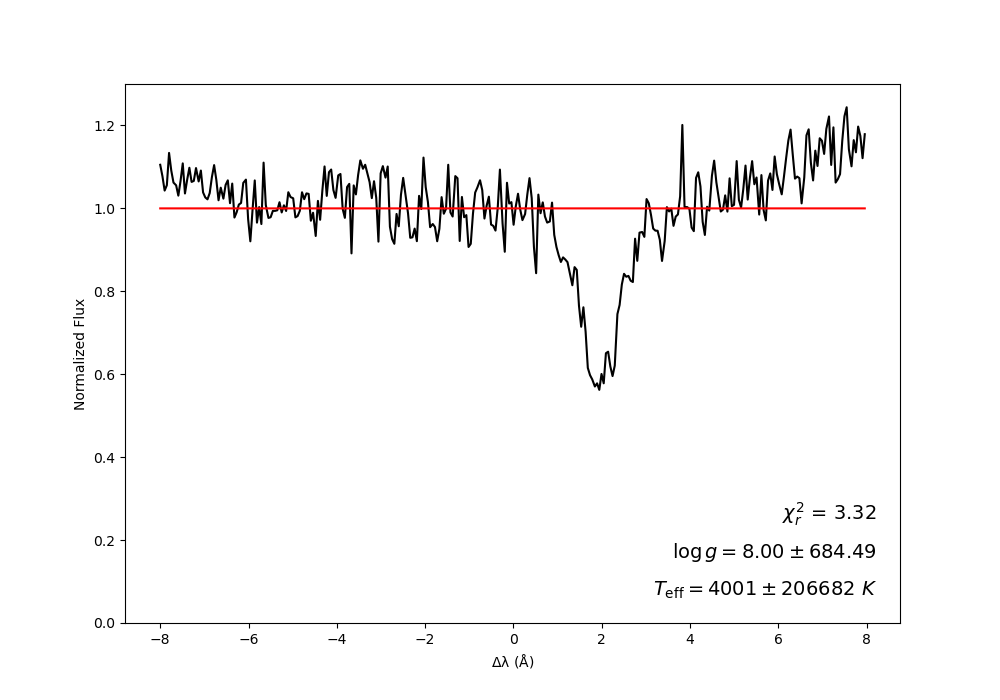 1.2
1.0
0.8
0.6
0.4
0.2
0.0
Normalized Flux
χ²ᵣ = 3.32
log g = 8.00 ± 684.49
T_eff = 4001 ± 206682 K
−8 −6 −4 −2 0 2 4 6 8
Δλ (Å)